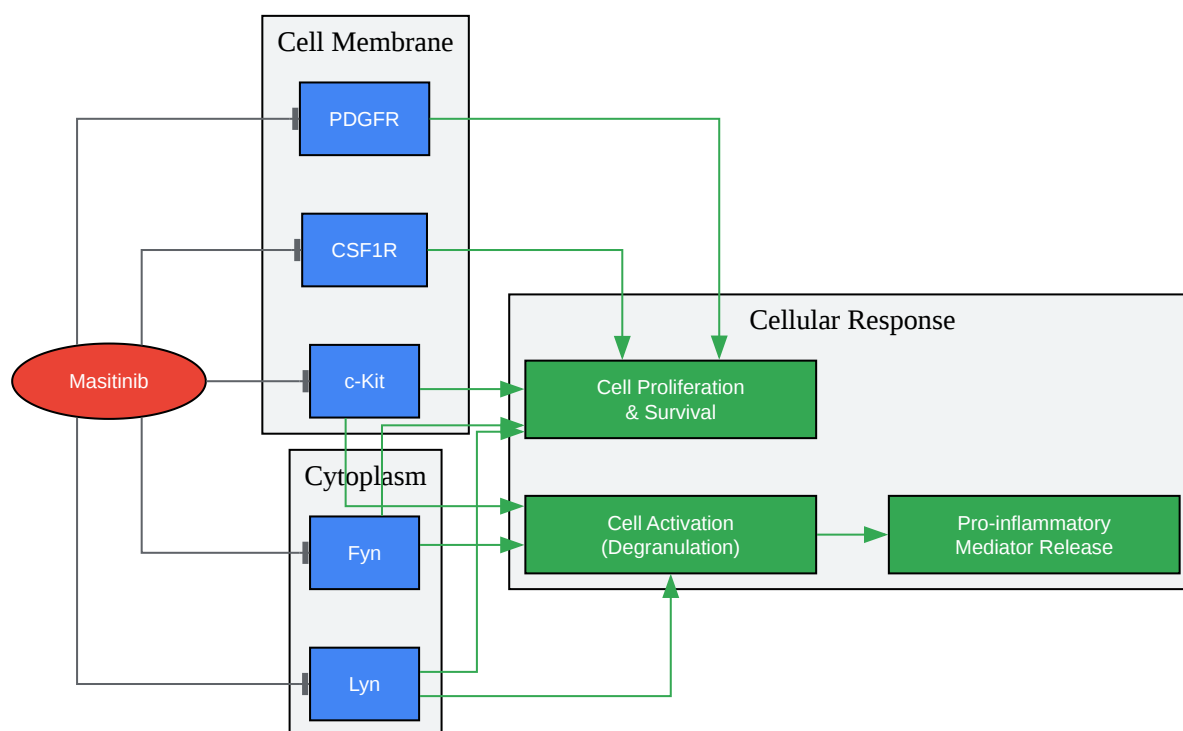 Cell Membrane
PDGFR
CSF1R
Cellular Response
Masitinib
c-Kit
Cell Proliferation
& Survival
Cytoplasm
Fyn
Cell Activation
(Degranulation)
Pro-inflammatory
Mediator Release
Lyn